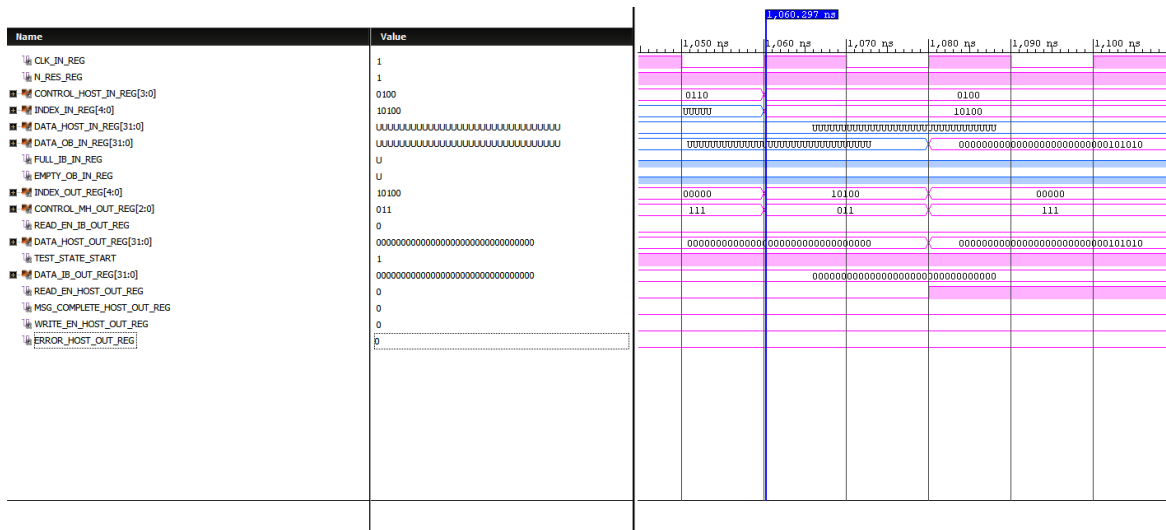 1,060.297 ns
Name Value
1,050 ns 1,060 ns 1,070 ns 1,080 ns 1,090 ns 1,100 ns
CLK_IN_REG 1
N_RES_REG 1
CONTROL_HOST_IN_REG[3:0] 0100 0110 0100
INDEX_IN_REG[4:0] 10100 UUUUU 10100
DATA_HOST_IN_REG[31:0] UUUUUUUUUUUUUUUUUUUUUUUUUUUUUUUU UUUUUUUUUUUUUUUUUUUUUUUUUUUUUUUU
DATA_OB_IN_REG[31:0] UUUUUUUUUUUUUUUUUUUUUUUUUUUUUUUU UUUUUUUUUUUUUUUUUUUUUUUUUUUUUUUU 00000000000000000000000000101010
FULL_IB_IN_REG U
EMPTY_OB_IN_REG U
INDEX_OUT_REG[4:0] 10100 00000 10100 00000
CONTROL_MH_OUT_REG[2:0] 011 111 011 111
READ_EN_IB_OUT_REG 0
DATA_HOST_OUT_REG[31:0] 00000000000000000000000000000000 00000000000000000000000000000000 00000000000000000000000000101010
TEST_STATE_START 1
DATA_IB_OUT_REG[31:0] 00000000000000000000000000000000 00000000000000000000000000000000
READ_EN_HOST_OUT_REG 0
MSG_COMPLETE_HOST_OUT_REG 0
WRITE_EN_HOST_OUT_REG 0
ERROR_HOST_OUT_REG 0